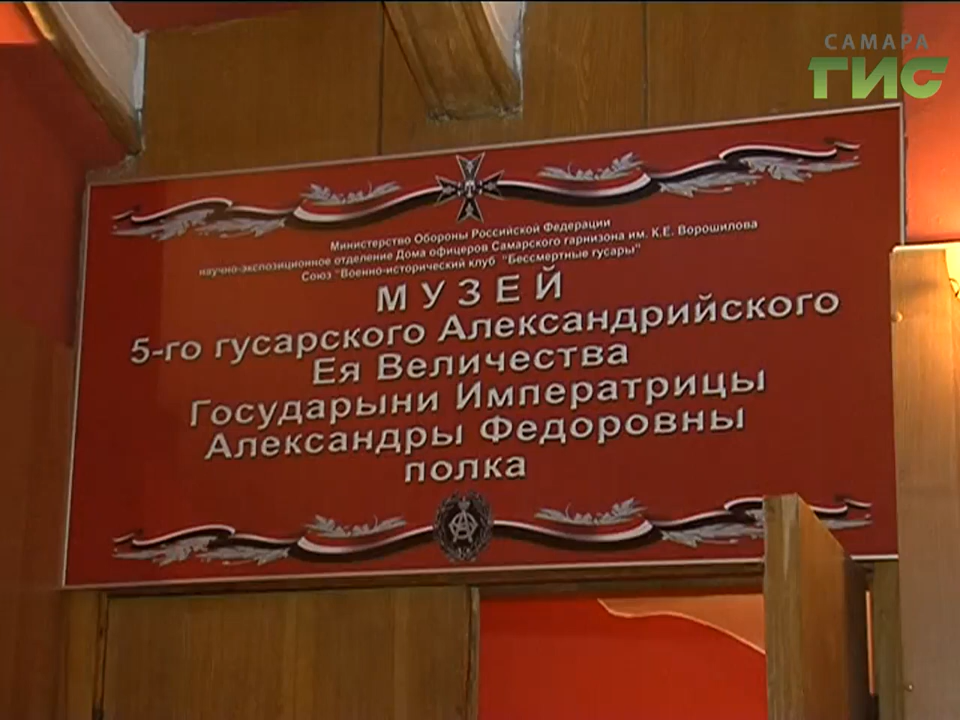 САМАРА
ГИС
Министерство Обороны Российской Федерации
научно-экспозиционное отделение Дома офицеров Самарского гарнизона им. К.Е. Ворошилова
Союз "Военно-исторический клуб "Бессмертные гусары"
МУЗЕЙ
5-го гусарского Александрийского
Ея Величества
Государыни Императрицы
Александры Федоровны
полка